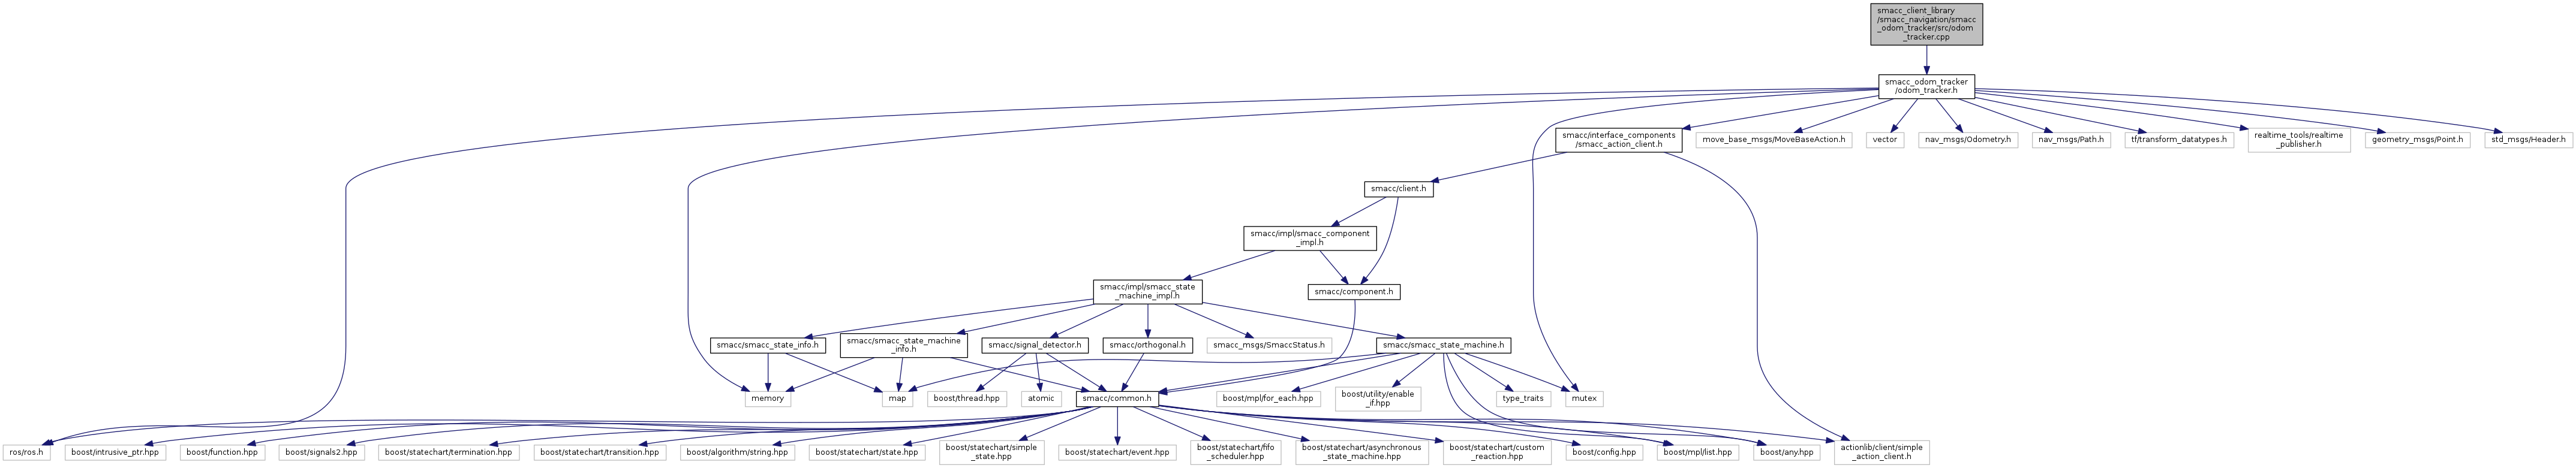 smacc_client_library
/smacc_navigation/smacc
_odom_tracker/src/odom
_tracker.cpp
smacc_odom_tracker
/odom_tracker.h
smacc/interface_components
/smacc_action_client.h
move_base_msgs/MoveBaseAction.h
vector
nav_msgs/Odometry.h
nav_msgs/Path.h
tf/transform_datatypes.h
realtime_tools/realtime
_publisher.h
geometry_msgs/Point.h
std_msgs/Header.h
smacc/client.h
smacc/impl/smacc_component
_impl.h
smacc/impl/smacc_state
_machine_impl.h
smacc/component.h
smacc/smacc_state_info.h
smacc/smacc_state_machine
_info.h
smacc/signal_detector.h
smacc/orthogonal.h
smacc_msgs/SmaccStatus.h
smacc/smacc_state_machine.h
memory
map
boost/thread.hpp
atomic
smacc/common.h
boost/mpl/for_each.hpp
boost/utility/enable
_if.hpp
type_traits
mutex
ros/ros.h
boost/intrusive_ptr.hpp
boost/function.hpp
boost/signals2.hpp
boost/statechart/termination.hpp
boost/statechart/transition.hpp
boost/algorithm/string.hpp
boost/statechart/state.hpp
boost/statechart/simple
_state.hpp
boost/statechart/event.hpp
boost/statechart/fifo
_scheduler.hpp
boost/statechart/asynchronous
_state_machine.hpp
boost/statechart/custom
_reaction.hpp
boost/config.hpp
boost/mpl/list.hpp
boost/any.hpp
actionlib/client/simple
_action_client.h